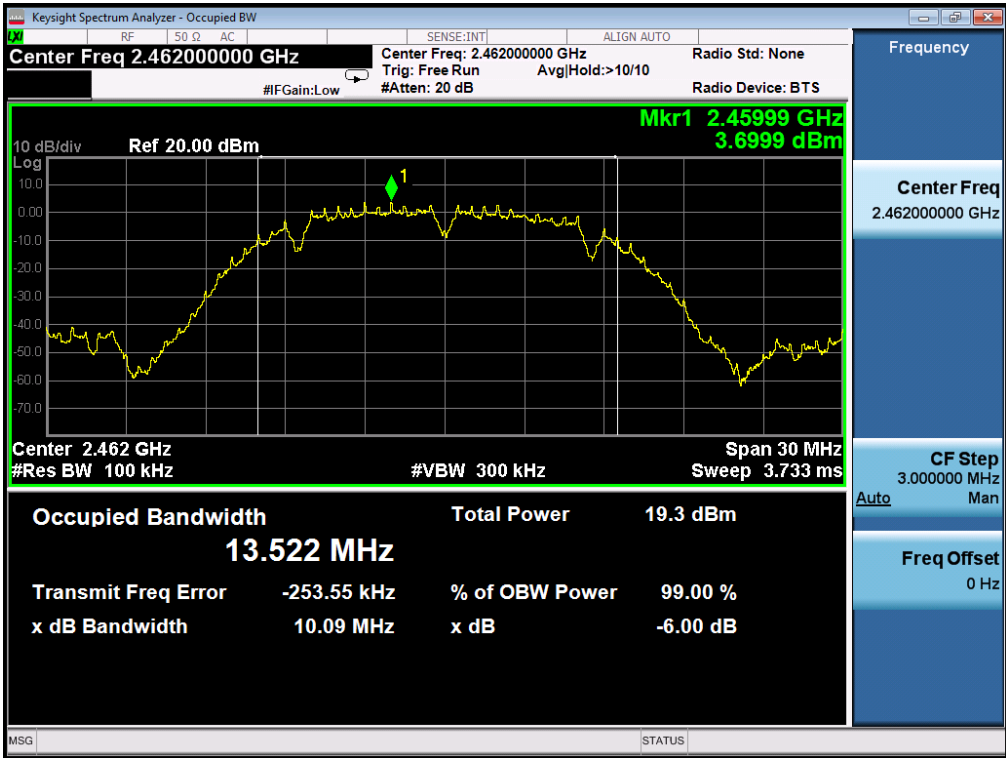 Keysight Spectrum Analyzer - Occupied BW
LXI
RF 50 Ω AC SENSE:INT ALIGN AUTO
Center Freq 2.462000000 GHz
#IFGain:Low
Center Freq: 2.462000000 GHz
Trig: Free Run Avg|Hold:>10/10
#Atten: 20 dB
Radio Std: None
Radio Device: BTS
Mkr1 2.45999 GHz
3.6999 dBm
10 dB/div Ref 20.00 dBm
Log
10.0
0.00
-10.0
-20.0
-30.0
-40.0
-50.0
-60.0
-70.0
1
Center 2.462 GHz Span 30 MHz
#Res BW 100 kHz #VBW 300 kHz Sweep 3.733 ms
Occupied Bandwidth Total Power 19.3 dBm
13.522 MHz
Transmit Freq Error -253.55 kHz % of OBW Power 99.00 %
x dB Bandwidth 10.09 MHz x dB -6.00 dB
MSG STATUS
Frequency
Center Freq
2.462000000 GHz
CF Step
3.000000 MHz
Auto Man
Freq Offset
0 Hz